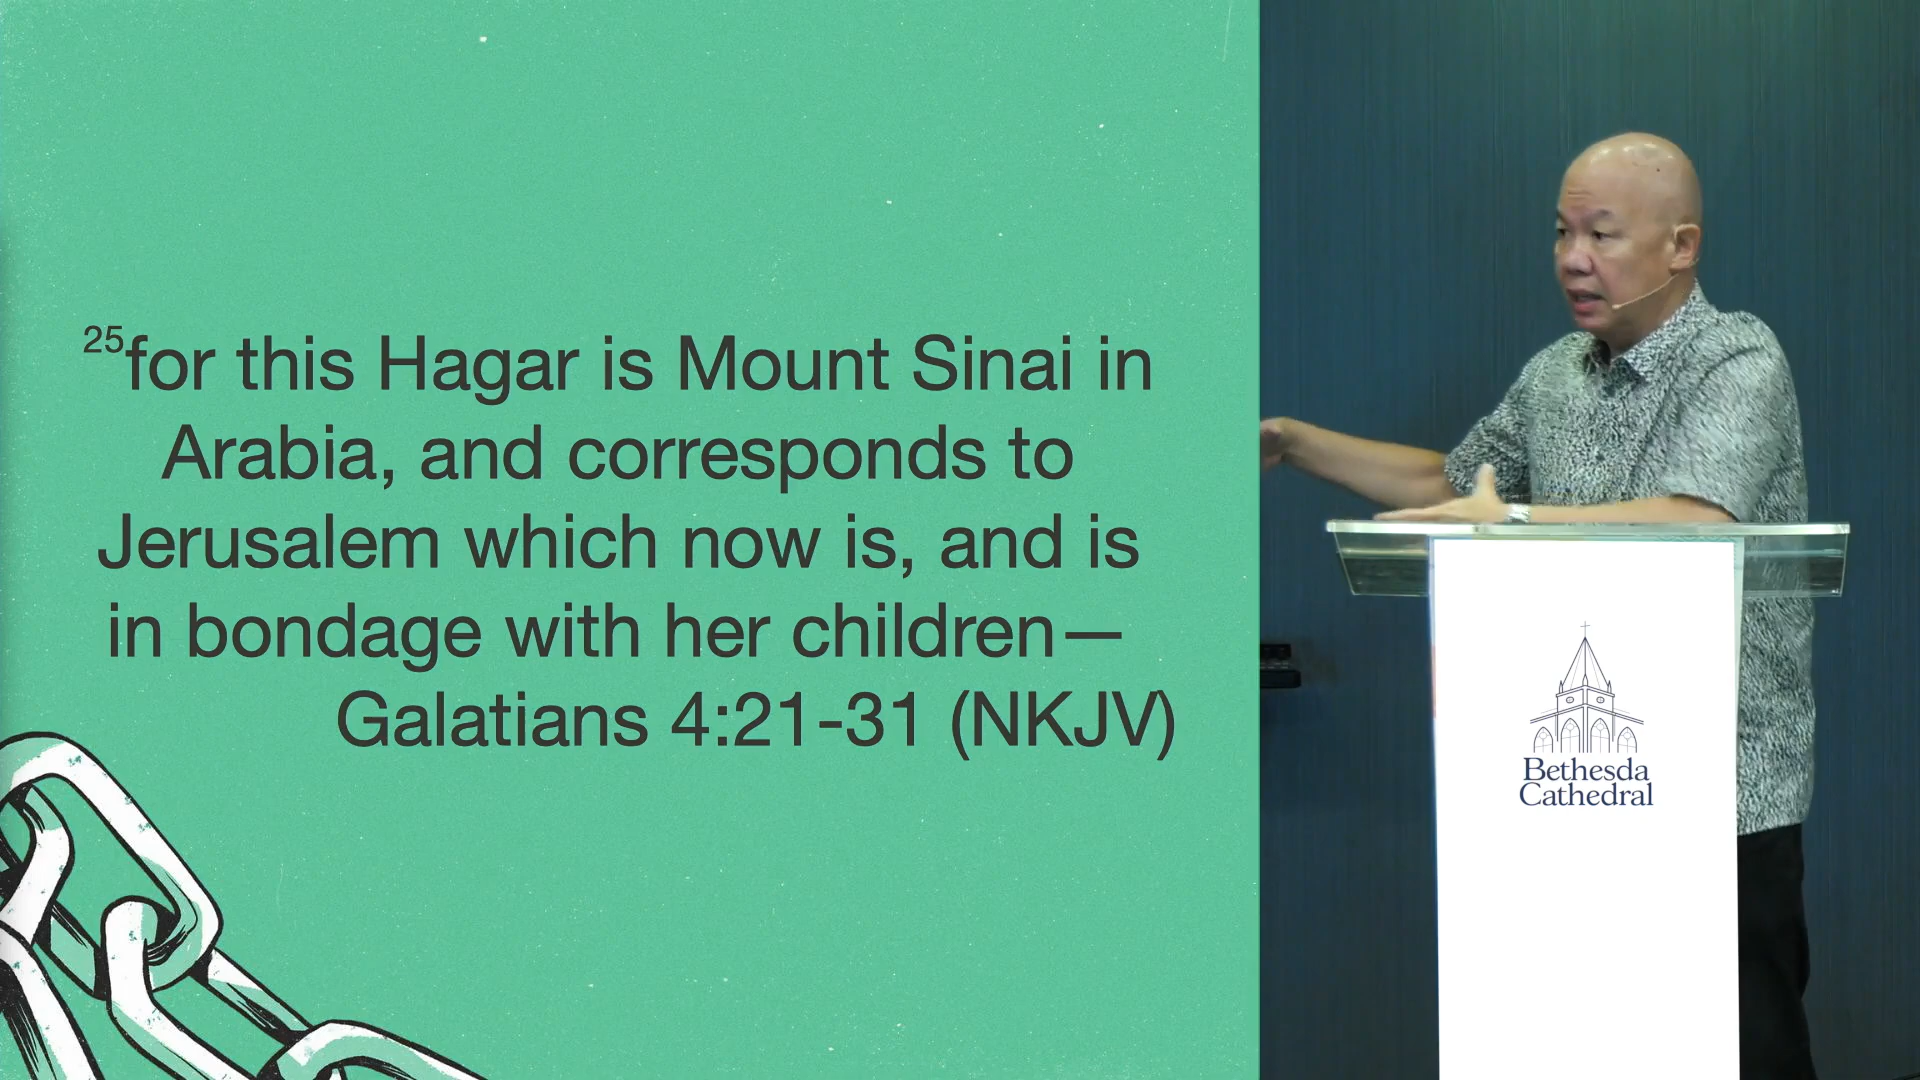 ²⁵for this Hagar is Mount Sinai in
Arabia, and corresponds to
Jerusalem which now is, and is
in bondage with her children—
Galatians 4:21-31 (NKJV)
Bethesda
Cathedral